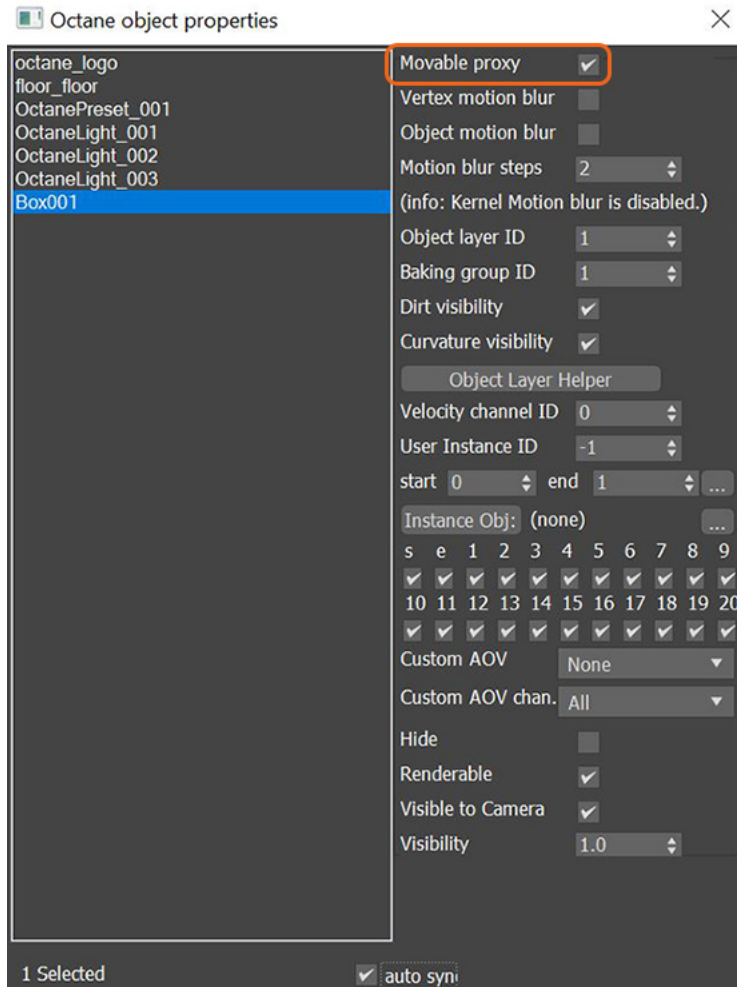 Octane object properties
octane_logo
floor_floor
OctanePreset_001
OctaneLight_001
OctaneLight_002
OctaneLight_003
Box001
Movable proxy
Vertex motion blur
Object motion blur
Motion blur steps 2
(info: Kernel Motion blur is disabled.)
Object layer ID 1
Baking group ID 1
Dirt visibility
Curvature visibility
Object Layer Helper
Velocity channel ID 0
User Instance ID -1
start 0 end 1 ...
Instance Obj: (none) ...
s e 1 2 3 4 5 6 7 8 9
10 11 12 13 14 15 16 17 18 19 20
Custom AOV None
Custom AOV chan. All
Hide
Renderable
Visible to Camera
Visibility 1.0
1 Selected
auto syn